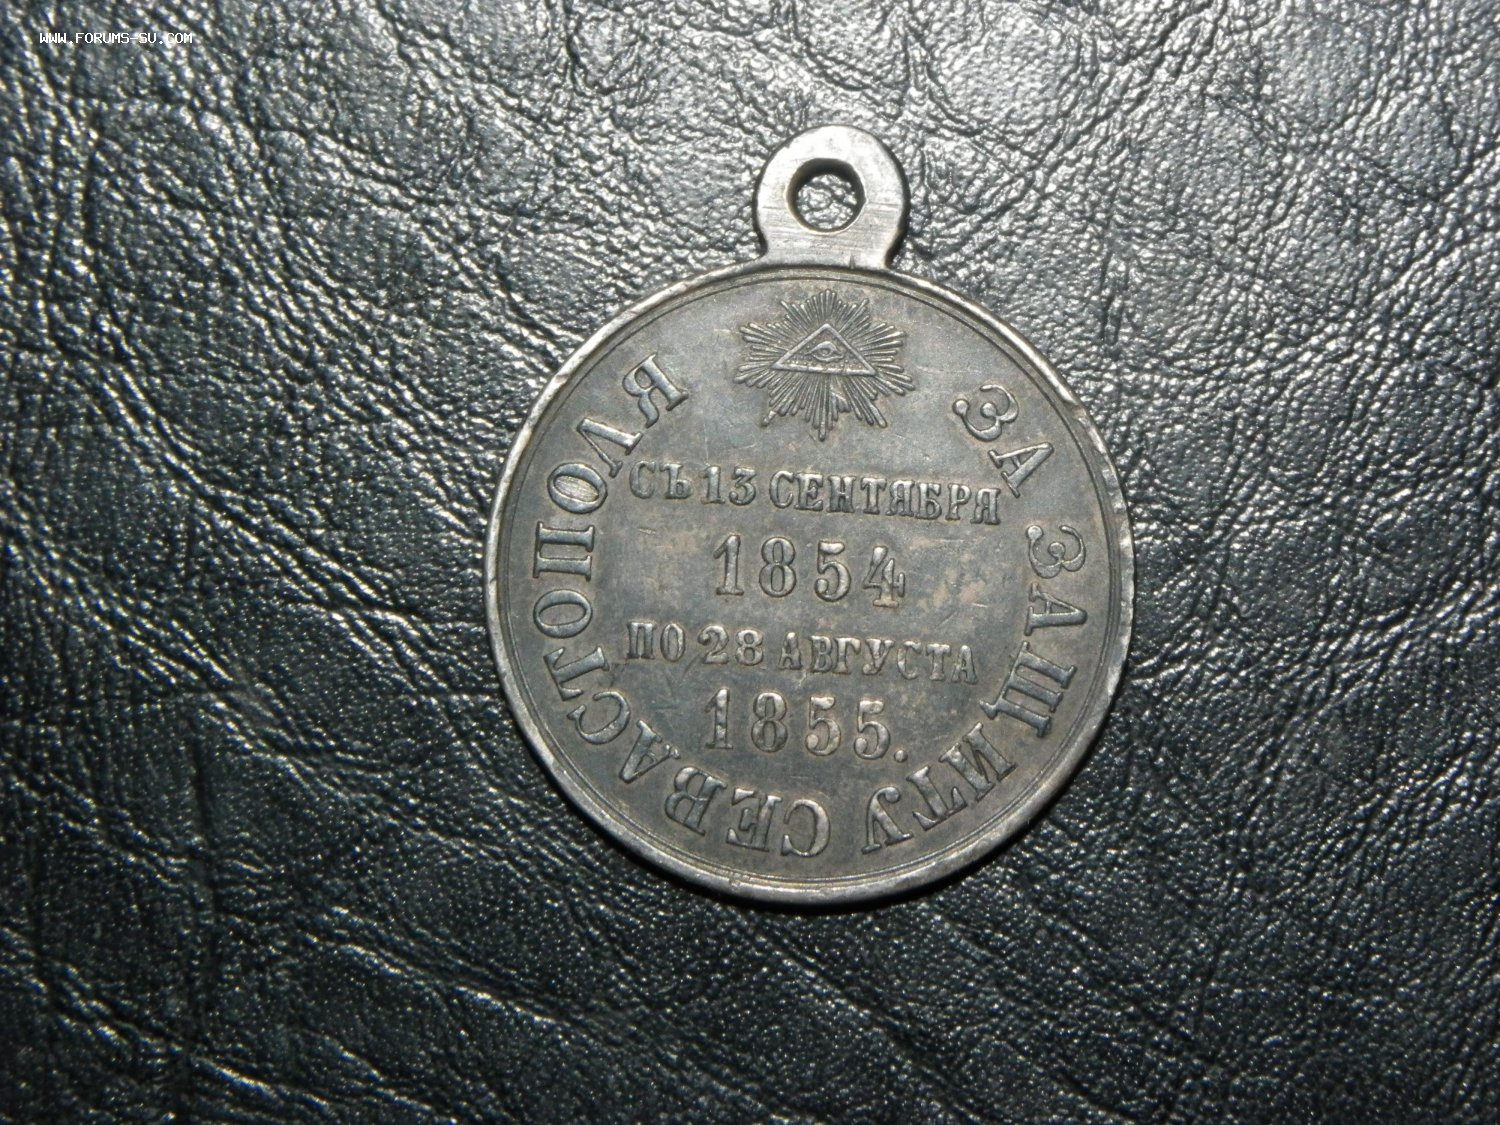 WWW.FORUMS-SU.COM
ЗА ЗАЩИТУ СЕВАСТОПОЛЯ
СЪ 13 СЕНТЯБРЯ
1854
ПО 28 АВГУСТА
1855.